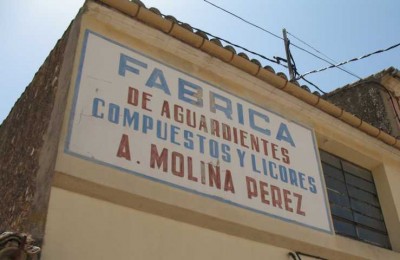 FABRICA
DE AGUARDIENTES
COMPUESTOS Y LICORES
A. MOLINA PEREZ